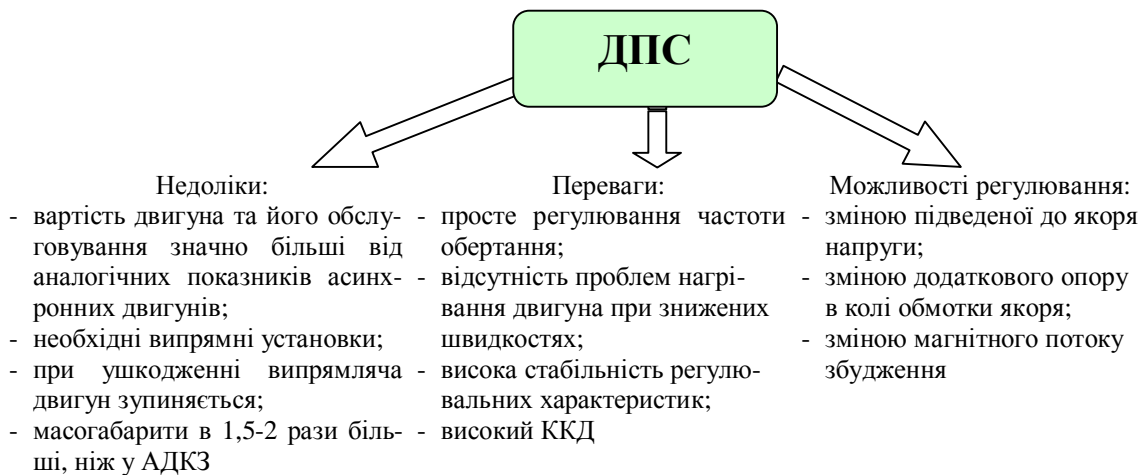 ДПС
Недоліки:
- вартість двигуна та його обслу-
говування значно більші від
аналогічних показників асинх-
ронних двигунів;
- необхідні випрямні установки;
- при ушкодженні випрямляча
двигун зупиняється;
- масогабарити в 1,5-2 рази біль-
ші, ніж у АДКЗ
Переваги:
- просте регулювання частоти
обертання;
- відсутність проблем нагрі-
вання двигуна при знижених
швидкостях;
- висока стабільність регулю-
вальних характеристик;
- високий ККД
Можливості регулювання:
- зміною підведеної до якоря
напруги;
- зміною додаткового опору
в колі обмотки якоря;
- зміною магнітного потоку
збудження